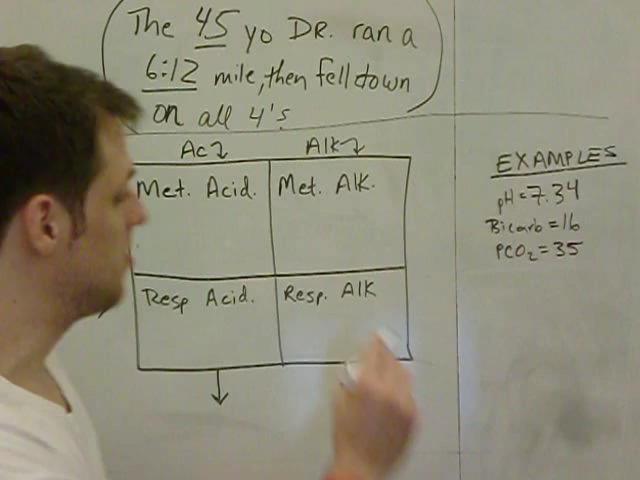 The 45 yo DR. ran a
6:12 mile, then fell down
on all 4's
Ac Alk
Met. Acid. Met. Alk.
Resp Acid. Resp. Alk
EXAMPLES
pH=7.34
Bicarb=16
PCO₂=35